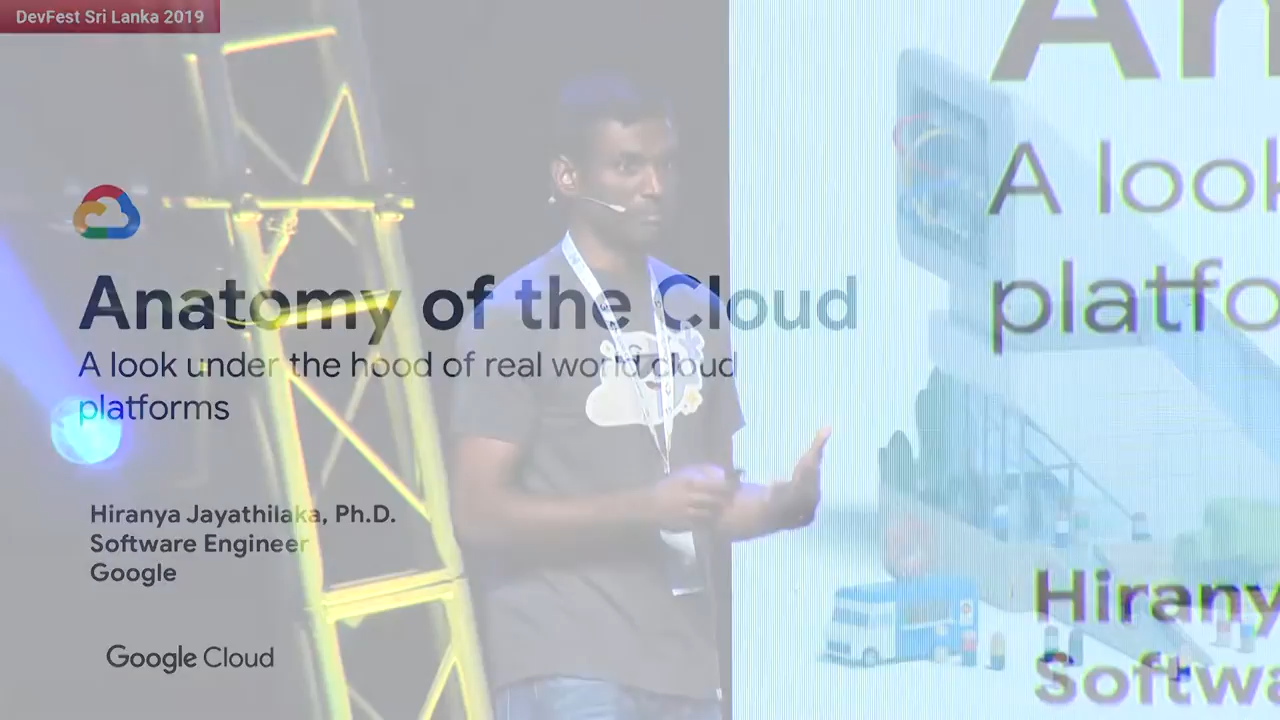 DevFest Sri Lanka 2019
Anatomy of the Cloud
A look under the hood of real world cloud
platforms
Hiranya Jayathilaka, Ph.D.
Software Engineer
Google
Google Cloud
An
A look
platfo
Hirany
Softwa